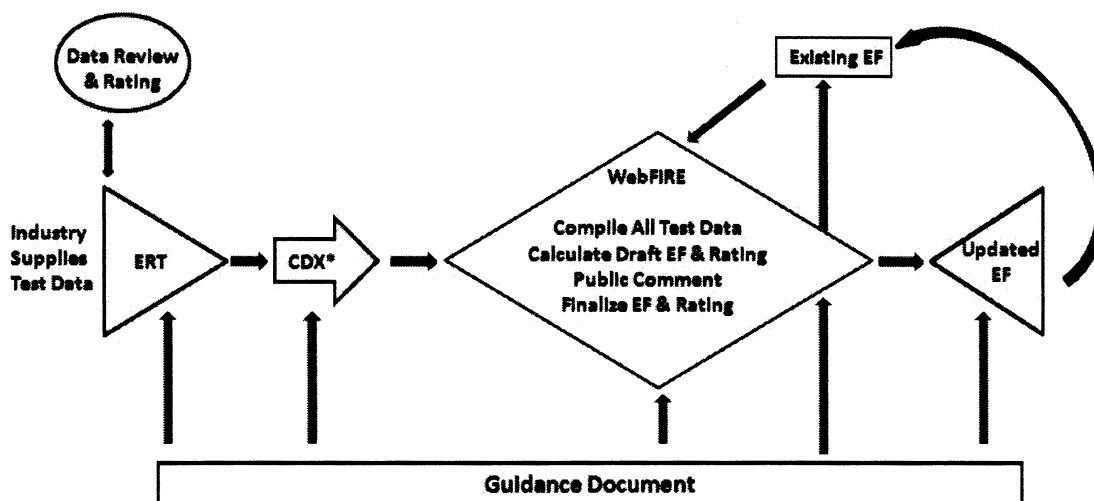 Data Review
& Rating
Existing EF
WebFIRE
Industry
Supplies
Test Data
ERT
CDX*
Compile All Test Data
Calculate Draft EF & Rating
Public Comment
Finalize EF & Rating
Updated
EF
Guidance Document